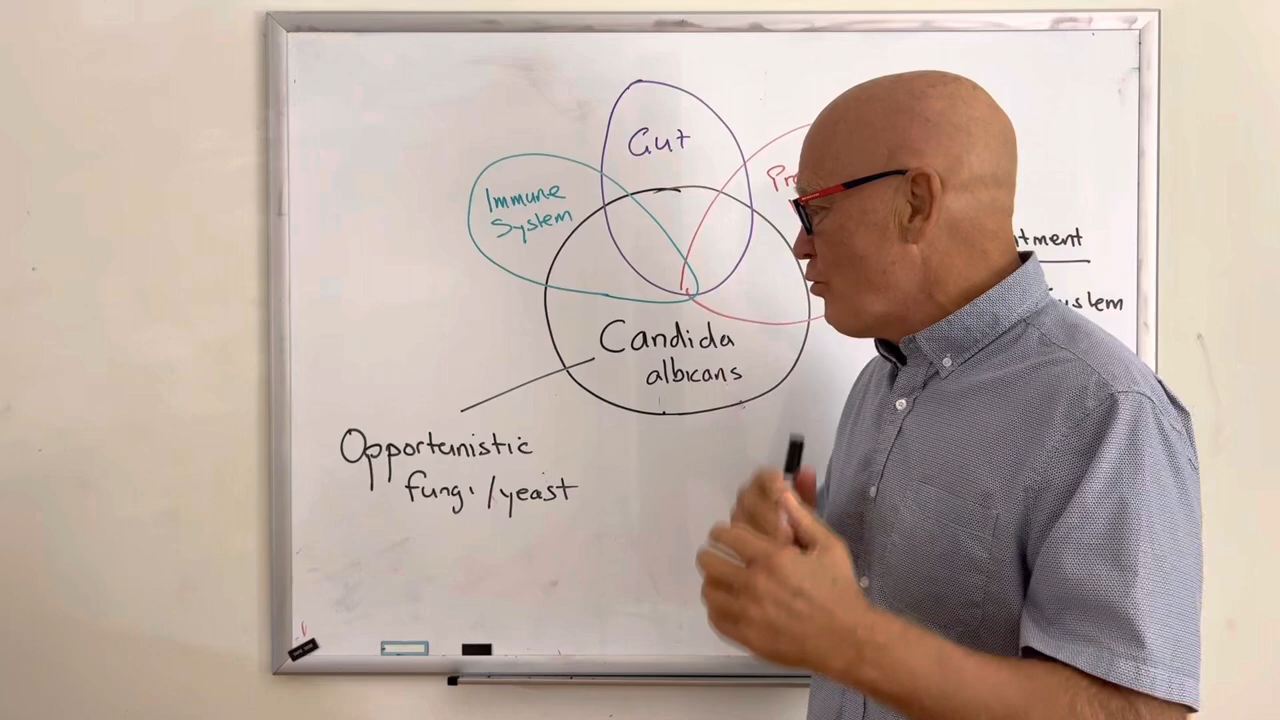 Gut
Immune
System
Candida
albicans
Opportunistic
fungi/yeast